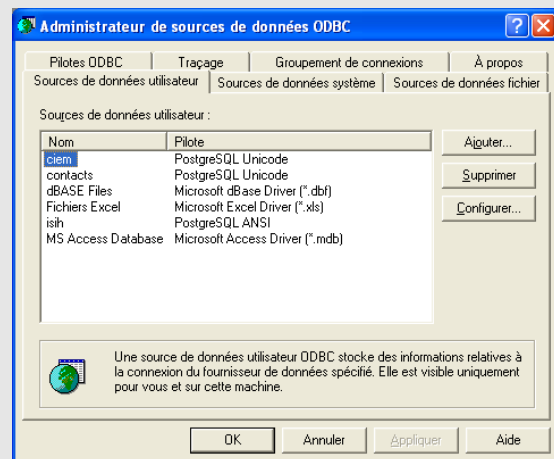 Administrateur de sources de données ODBC
Pilotes ODBC Traçage Groupement de connexions À propos
Sources de données utilisateur Sources de données système Sources de données fichier
Sources de données utilisateur :
Nom Pilote
ciem PostgreSQL Unicode
contacts PostgreSQL Unicode
dBASE Files Microsoft dBase Driver (*.dbf)
Fichiers Excel Microsoft Excel Driver (*.xls)
isih PostgreSQL ANSI
MS Access Database Microsoft Access Driver (*.mdb)
Ajouter...
Supprimer
Configurer...
Une source de données utilisateur ODBC stocke des informations relatives à
la connexion du fournisseur de données spécifié. Elle est visible uniquement
pour vous et sur cette machine.
OK Annuler Appliquer Aide